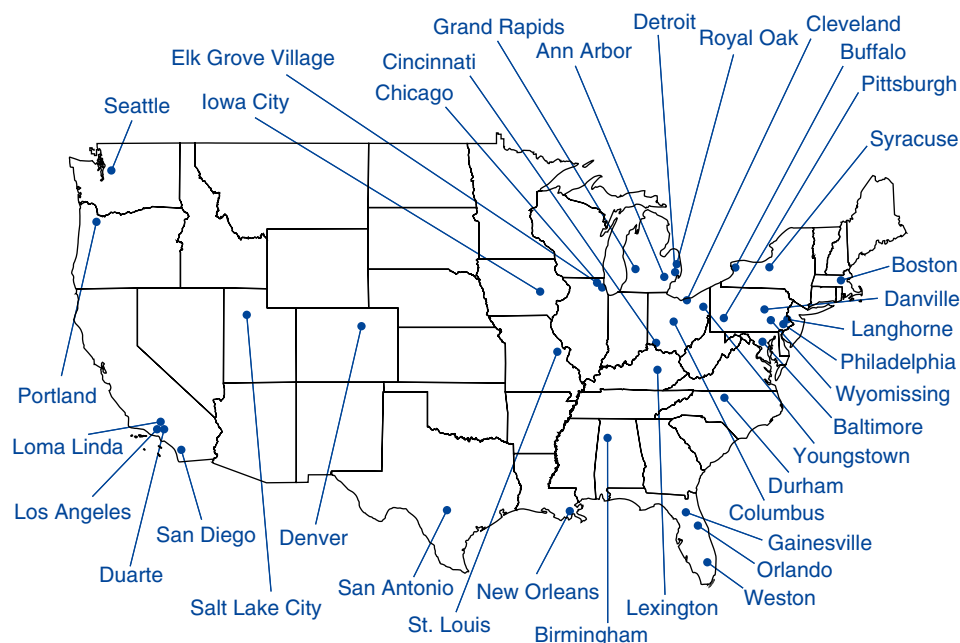 Detroit
Cleveland
Grand Rapids
Royal Oak
Ann Arbor
Buffalo
Elk Grove Village
Cincinnati
Pittsburgh
Chicago
Iowa City
Seattle
Syracuse
Boston
Danville
Langhorne
Philadelphia
Portland
Wyomissing
Baltimore
Loma Linda
Youngstown
Durham
Los Angeles
Columbus
San Diego
Denver
Gainesville
Orlando
Duarte
San Antonio
New Orleans
Weston
Salt Lake City
Lexington
St. Louis
Birmingham